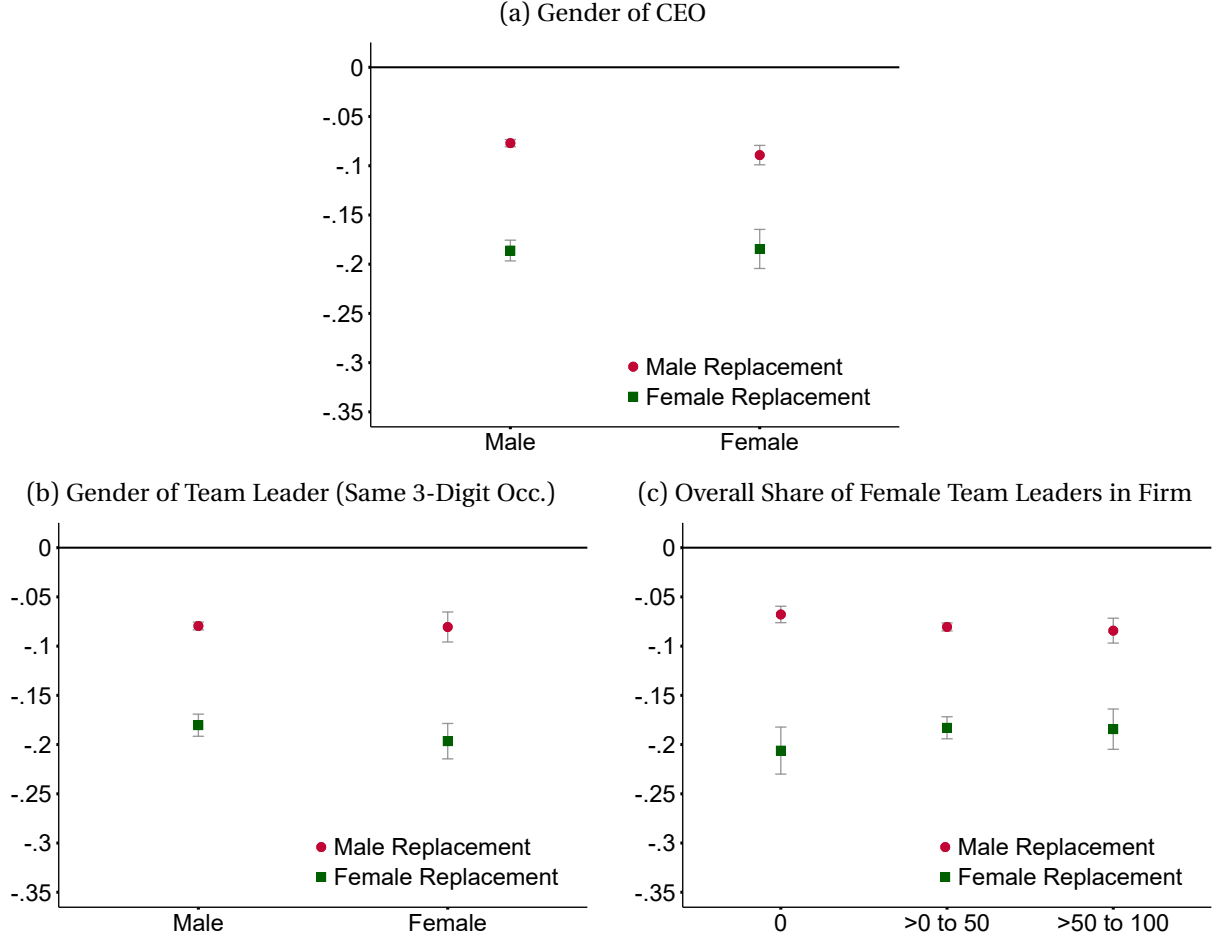 (a) Gender of CEO
0
-.05
-.1
-.15
-.2
-.25
-.3
-.35
Male Replacement
Female Replacement
Male Female
(b) Gender of Team Leader (Same 3-Digit Occ.)
0
-.05
-.1
-.15
-.2
-.25
-.3
-.35
Male Replacement
Female Replacement
Male Female
(c) Overall Share of Female Team Leaders in Firm
0
-.05
-.1
-.15
-.2
-.25
-.3
-.35
Male Replacement
Female Replacement
0 >0 to 50 >50 to 100